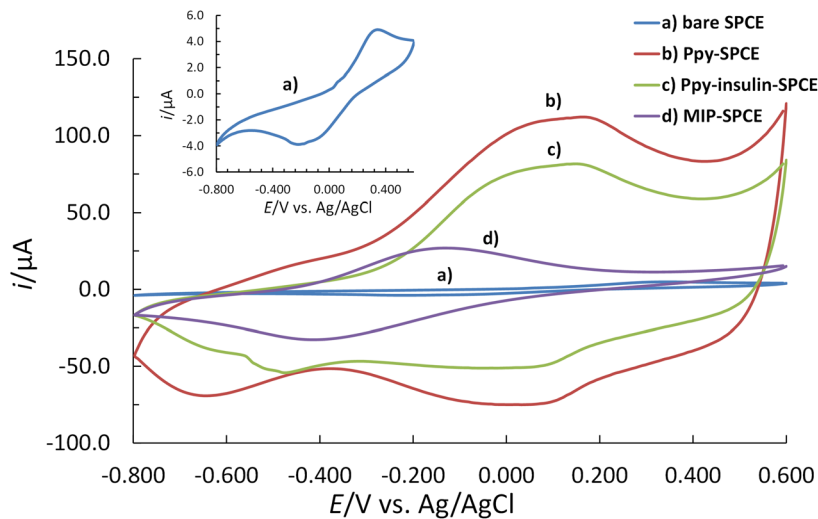 a) bare SPCE
b) Ppy-SPCE
c) Ppy-insulin-SPCE
d) MIP-SPCE
6.0
4.0
2.0
0.0
-2.0
-4.0
-6.0
i/µA
a)
-0.800 -0.400 0.000 0.400
E/V vs. Ag/AgCl
150.0
100.0
50.0
0.0
-50.0
-100.0
i/µA
b)
c)
d)
a)
-0.800 -0.600 -0.400 -0.200 0.000 0.200 0.400 0.600
E/V vs. Ag/AgCl